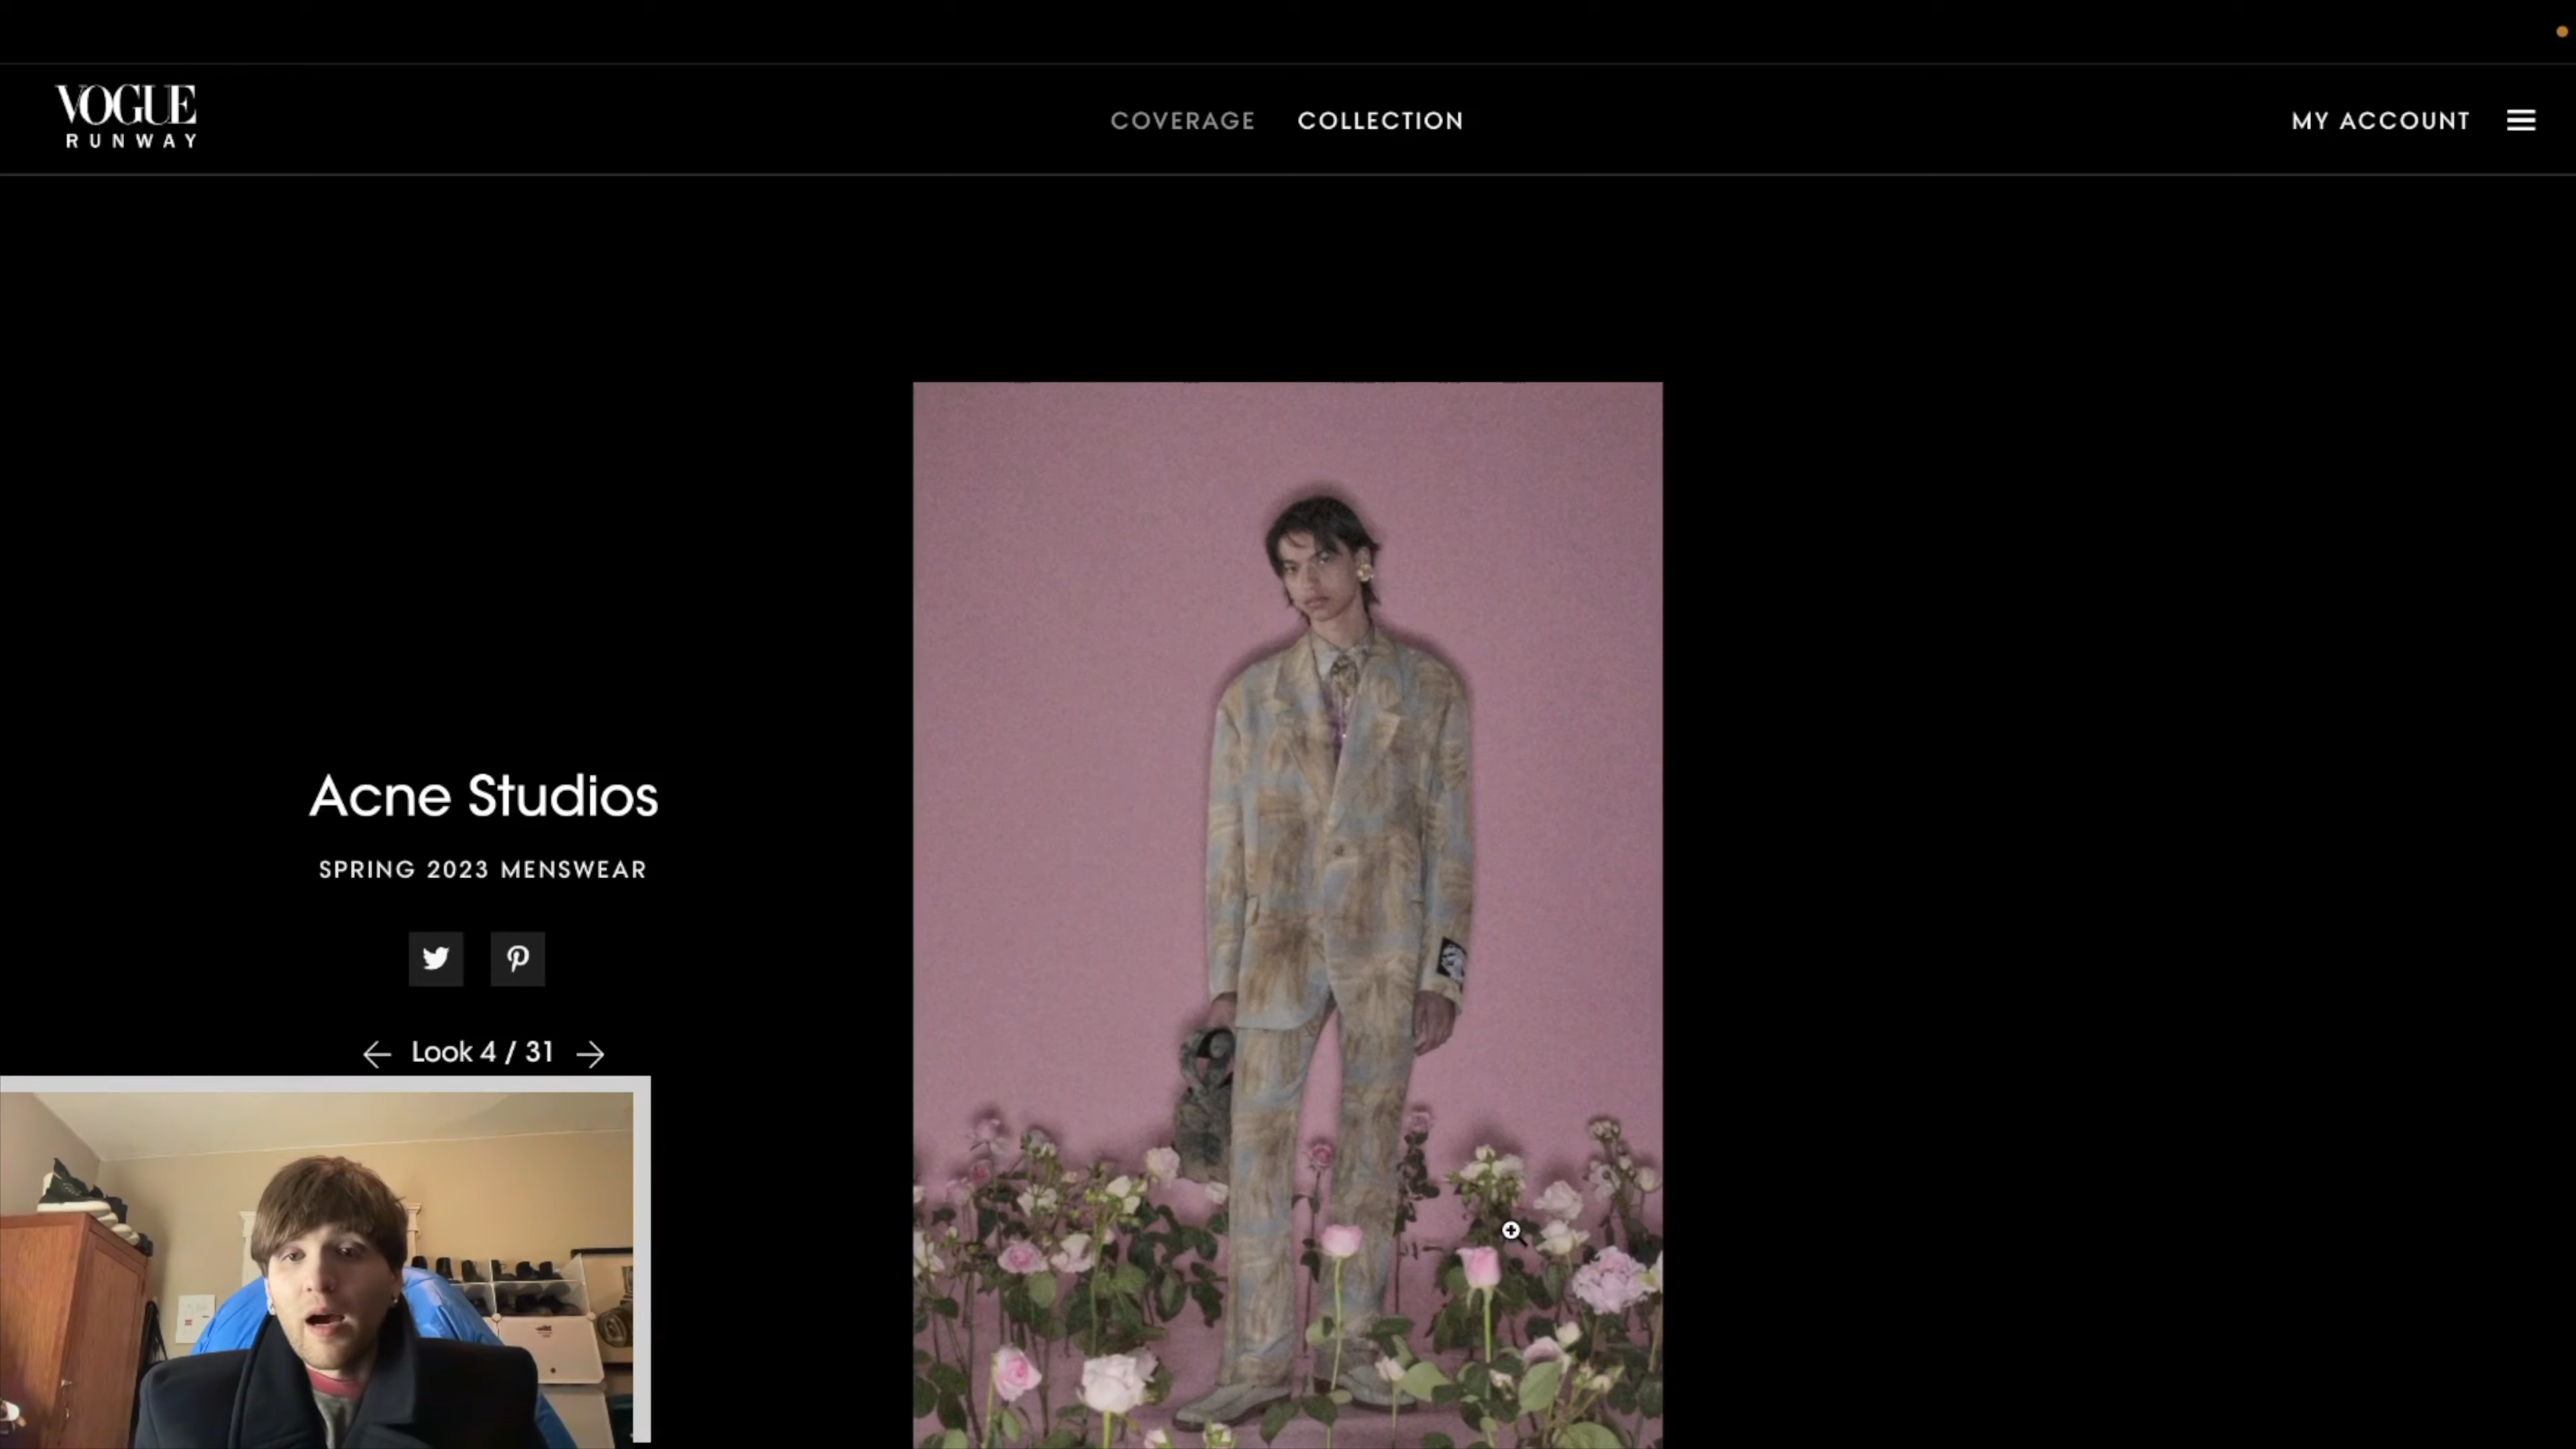 VOGUE
RUNWAY
COVERAGE COLLECTION
MY ACCOUNT
Acne Studios
SPRING 2023 MENSWEAR
Look 4 / 31